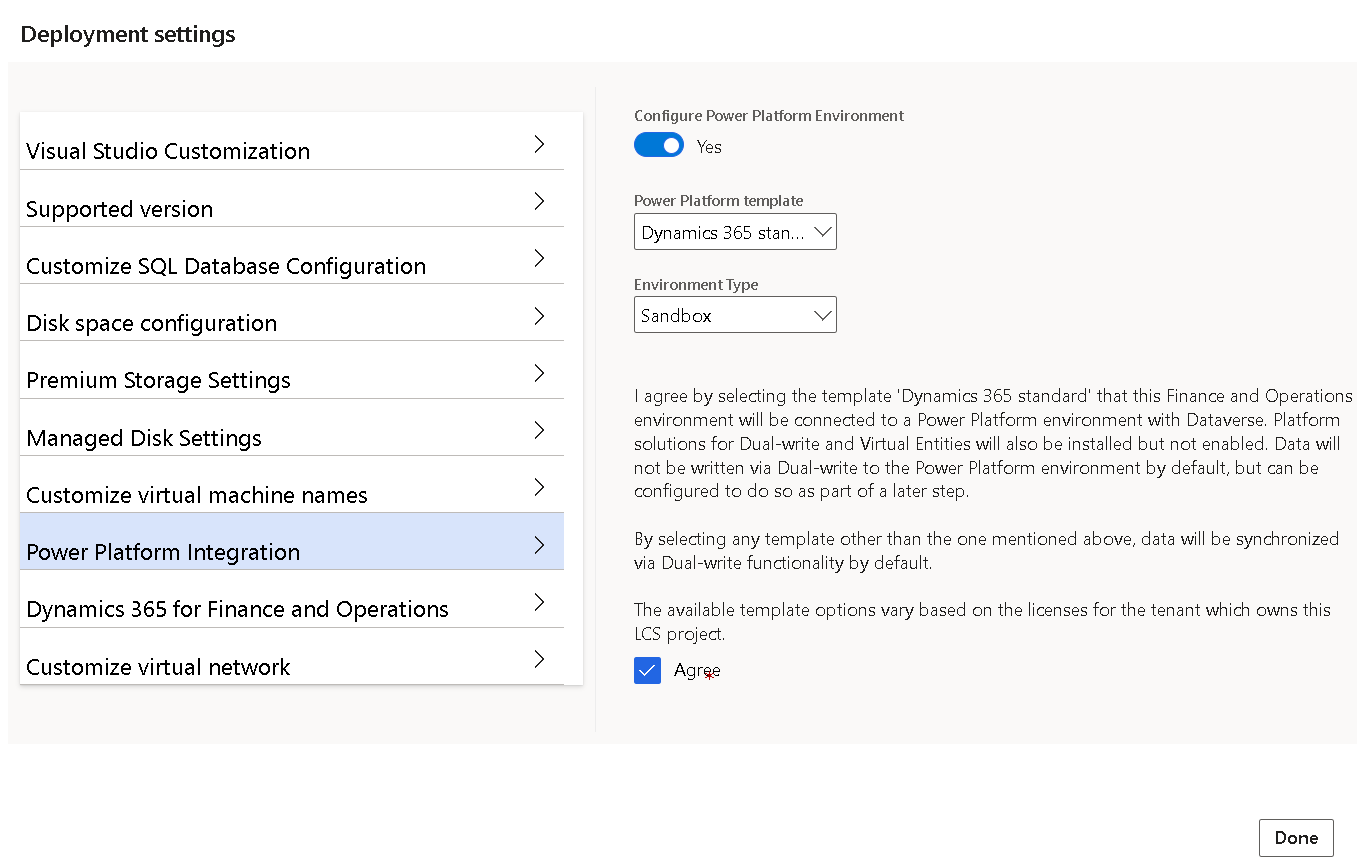 Deployment settings
Visual Studio Customization
Supported version
Customize SQL Database Configuration
Disk space configuration
Premium Storage Settings
Managed Disk Settings
Customize virtual machine names
Power Platform Integration
Dynamics 365 for Finance and Operations
Customize virtual network
Configure Power Platform Environment
Yes
Power Platform template
Dynamics 365 stan...
Environment Type
Sandbox
I agree by selecting the template 'Dynamics 365 standard' that this Finance and Operations
environment will be connected to a Power Platform environment with Dataverse. Platform
solutions for Dual-write and Virtual Entities will also be installed but not enabled. Data will
not be written via Dual-write to the Power Platform environment by default, but can be
configured to do so as part of a later step.
By selecting any template other than the one mentioned above, data will be synchronized
via Dual-write functionality by default.
The available template options vary based on the licenses for the tenant which owns this
LCS project.
Agree
*
Done